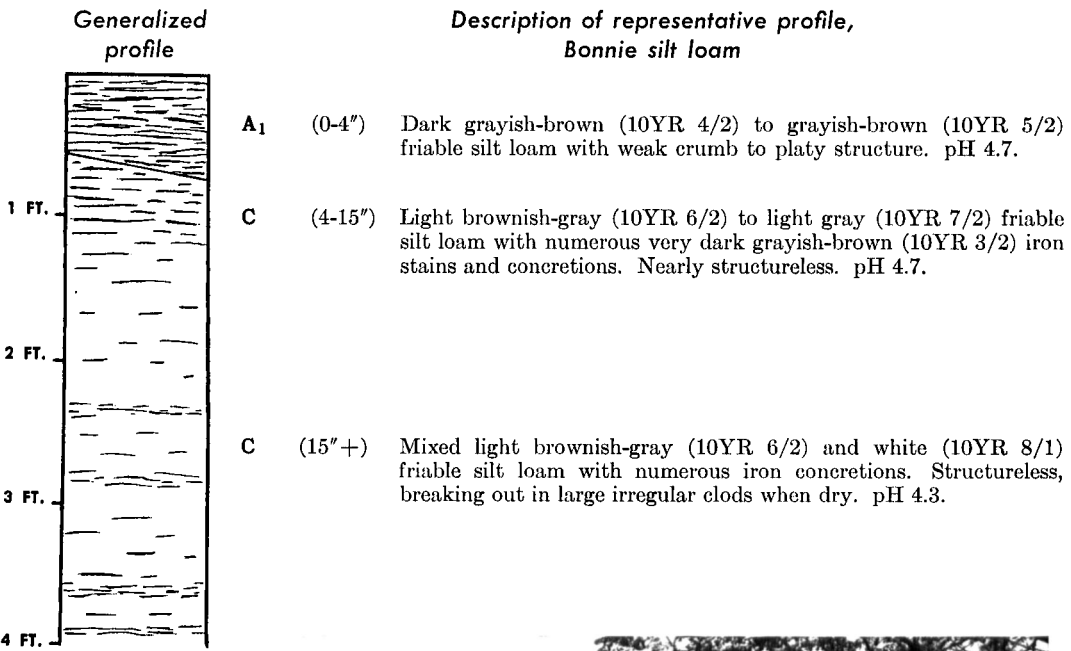 Generalized
profile
Description of representative profile,
Bonnie silt loam
A1 (0-4″) Dark grayish-brown (10YR 4/2) to grayish-brown (10YR 5/2)
friable silt loam with weak crumb to platy structure. pH 4.7.
1 FT.
C (4-15″) Light brownish-gray (10YR 6/2) to light gray (10YR 7/2) friable
silt loam with numerous very dark grayish-brown (10YR 3/2) iron
stains and concretions. Nearly structureless. pH 4.7.
2 FT.
C (15″+) Mixed light brownish-gray (10YR 6/2) and white (10YR 8/1)
friable silt loam with numerous iron concretions. Structureless,
breaking out in large irregular clods when dry. pH 4.3.
3 FT.
4 FT.